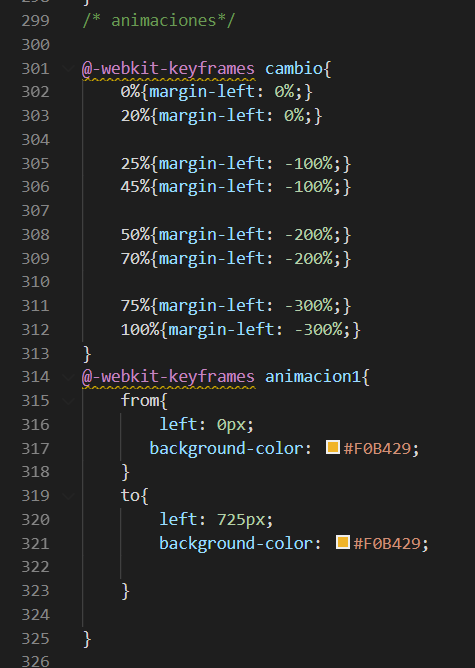 298 }
299 /* animaciones*/
300
301 @-webkit-keyframes cambio{
302 0%{margin-left: 0%;}
303 20%{margin-left: 0%;}
304
305 25%{margin-left: -100%;}
306 45%{margin-left: -100%;}
307
308 50%{margin-left: -200%;}
309 70%{margin-left: -200%;}
310
311 75%{margin-left: -300%;}
312 100%{margin-left: -300%;}
313 }
314 @-webkit-keyframes animacion1{
315 from{
316 left: 0px;
317 background-color: #F0B429;
318 }
319 to{
320 left: 725px;
321 background-color: #F0B429;
322
323 }
324
325 }
326